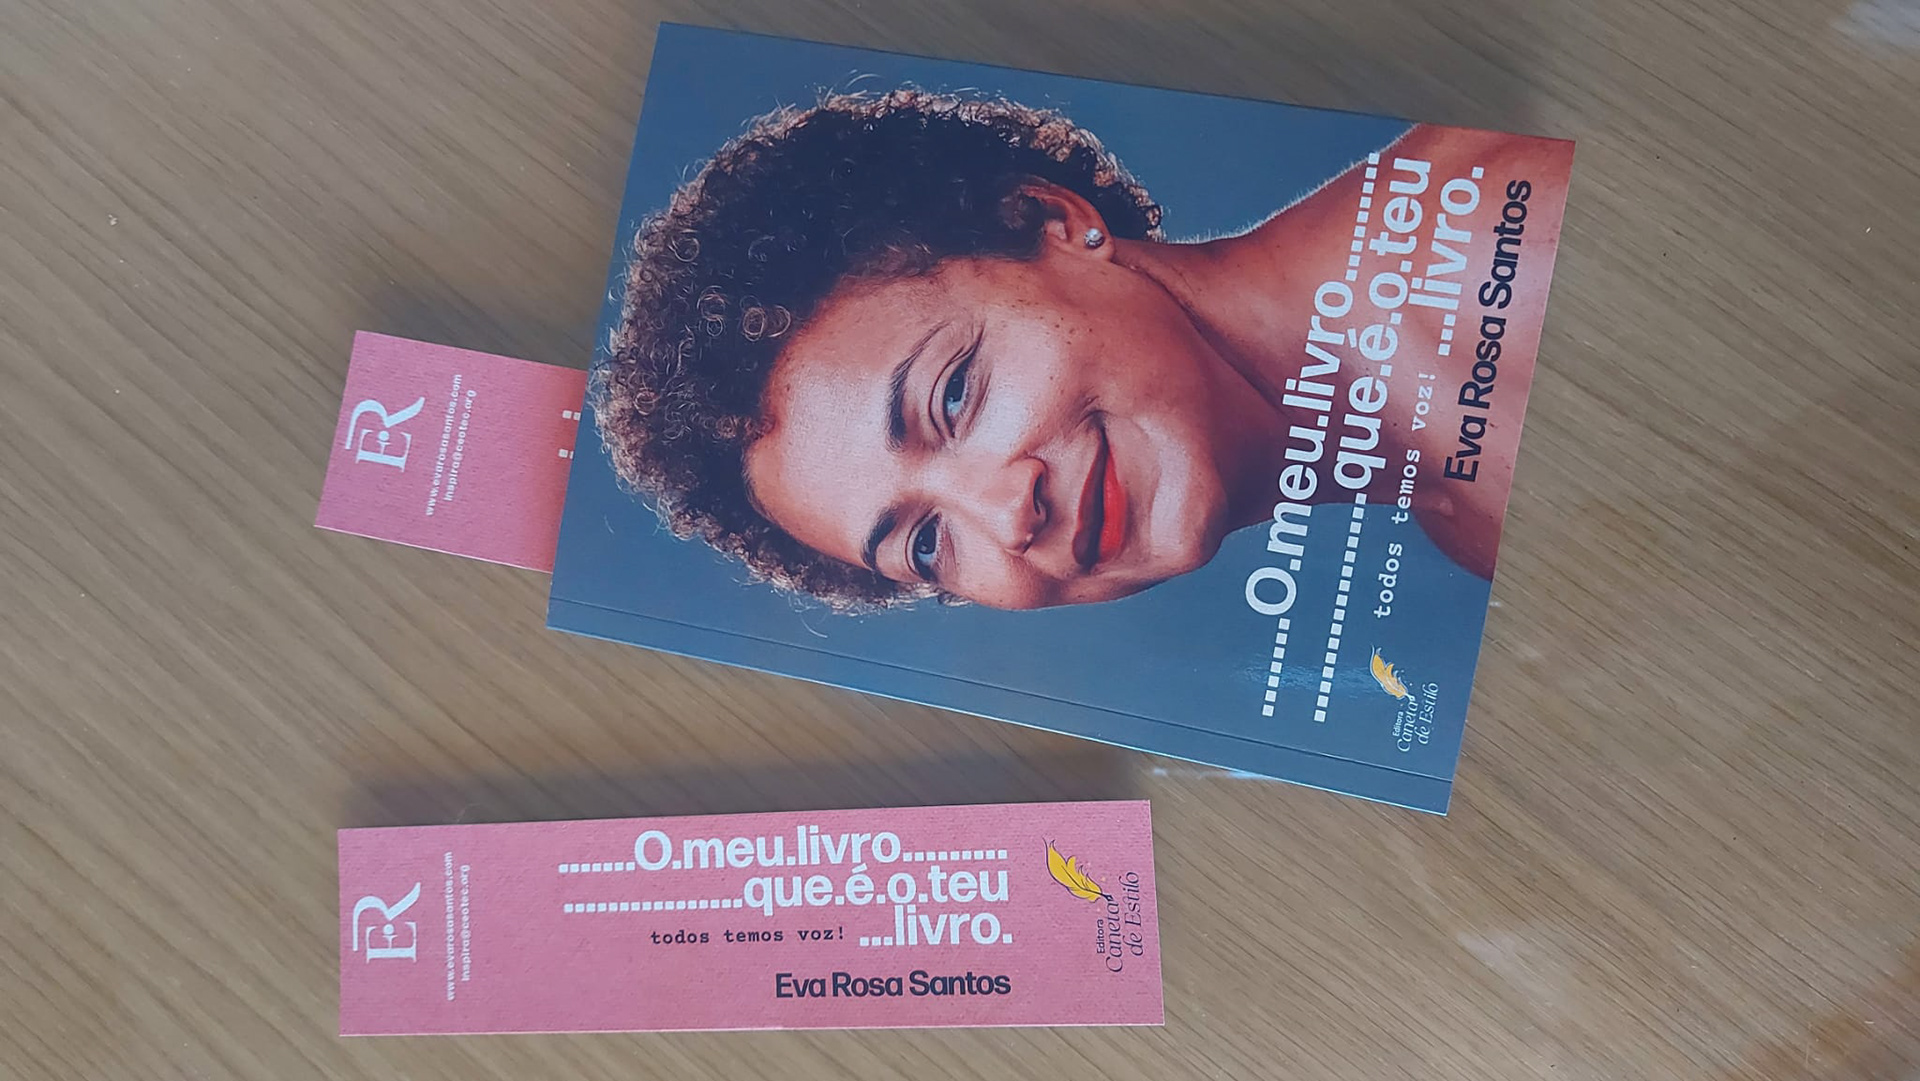 .......O.meu.livro.........
................que.é.o.teu
todos temos voz! ...livro.
Eva Rosa Santos
Editora
Caneta
de Estilo
ER
www.evarosasantos.com
inspira@ceotec.org
ER
www.evarosasantos.com
inspira@ceotec.org
.......O.meu.livro.........
................que.é.o.teu
todos temos voz! ...livro.
Eva Rosa Santos
Editora
Caneta
de Estilo